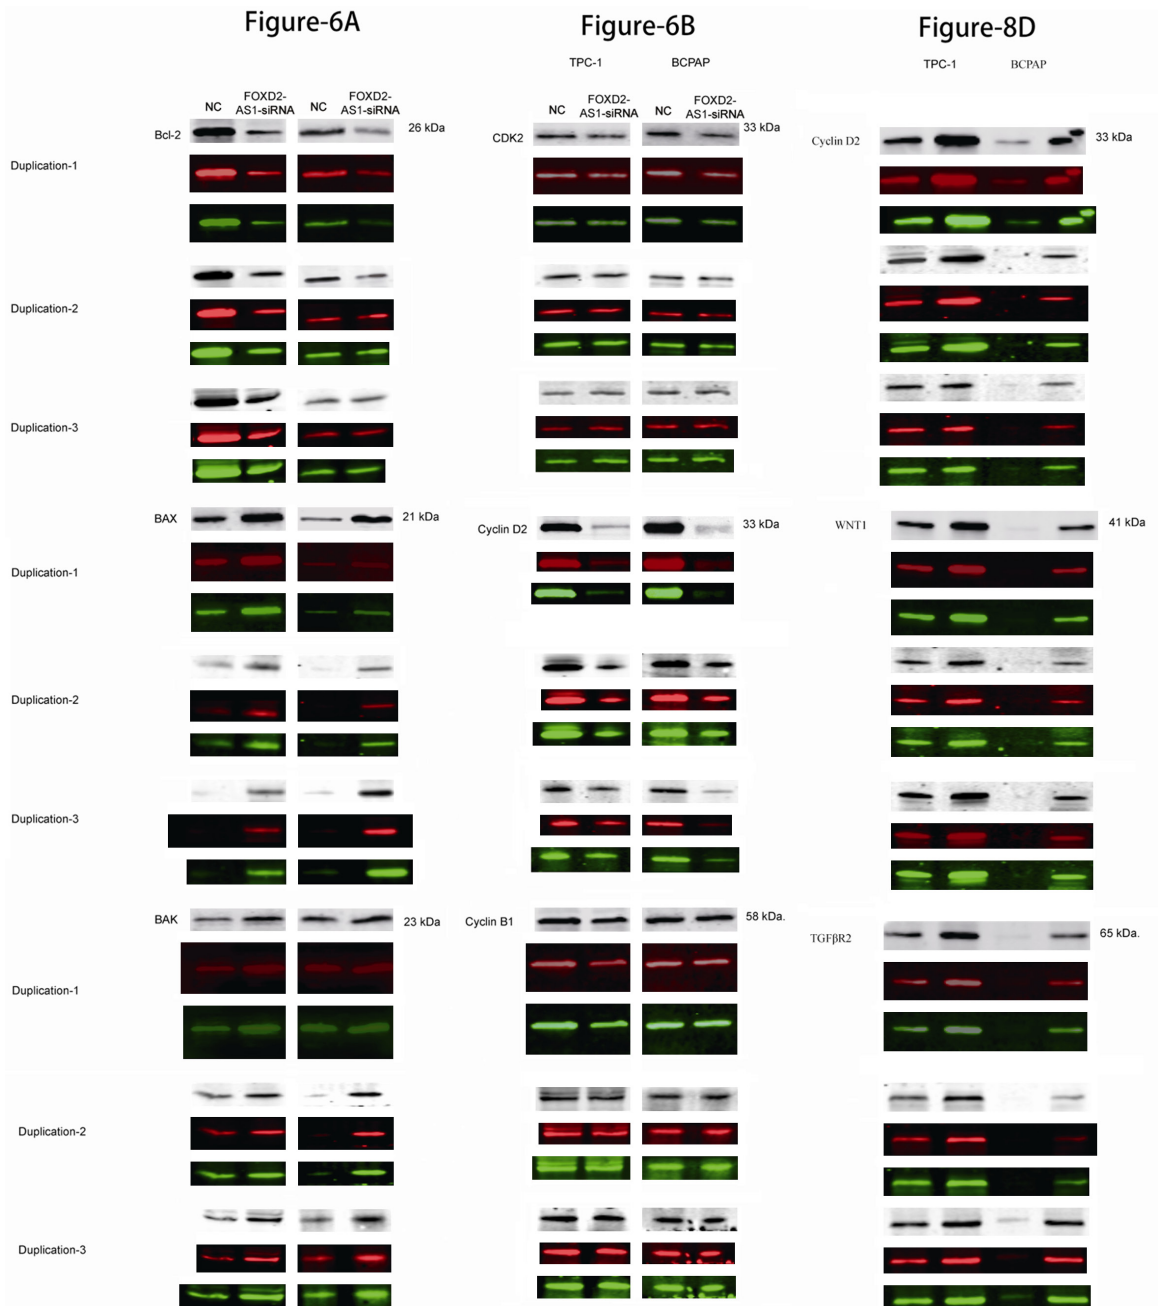 Figure-6A
Figure-6B
Figure-8D
TPC-1
BCPAP
TPC-1
BCPAP
NC
FOXD2-
AS1-siRNA
NC
FOXD2-
AS1-siRNA
NC
FOXD2-
AS1-siRNA
NC
FOXD2-
AS1-siRNA
Bcl-2
26 kDa
CDK2
33 kDa
Cyclin D2
33 kDa
Duplication-1
Duplication-2
Duplication-3
BAX
21 kDa
Cyclin D2
33 kDa
WNT1
41 kDa
Duplication-1
Duplication-2
Duplication-3
BAK
23 kDa
Cyclin B1
58 kDa.
TGFβR2
65 kDa.
Duplication-1
Duplication-2
Duplication-3